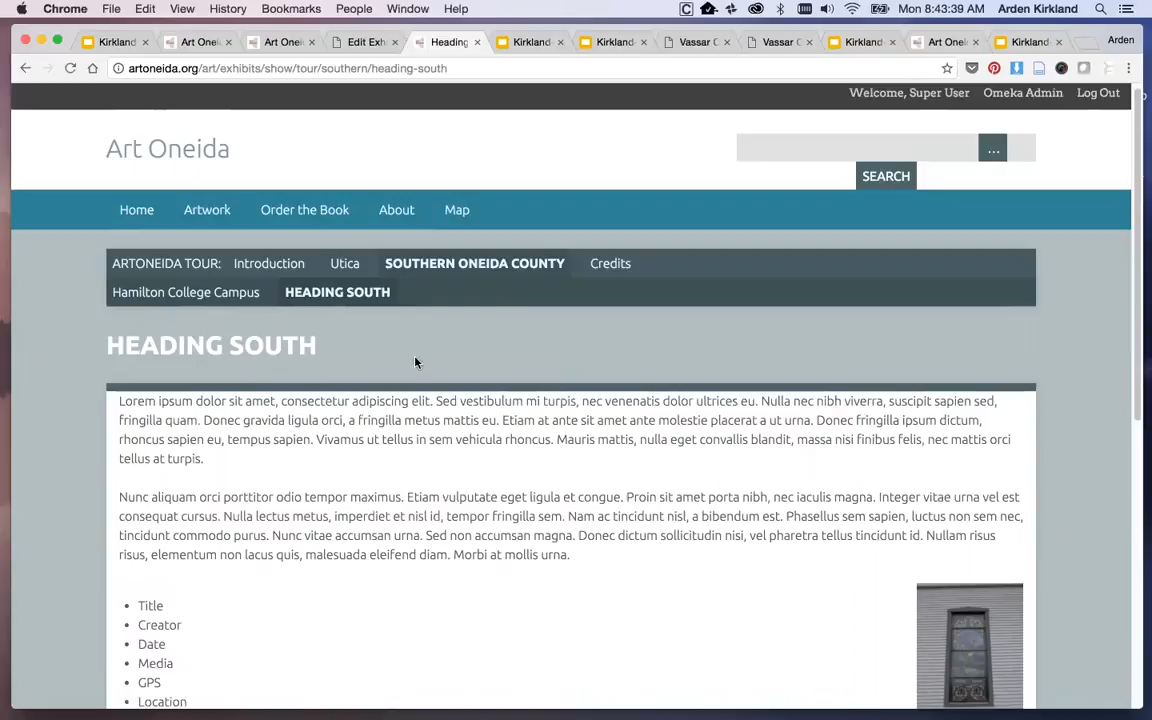 Chrome File Edit View History Bookmarks People Window Help Mon 8:43:39 AM Arden Kirkland
Kirkland Art Onei Art Onei Edit Exh Heading Kirkland Kirkland Vassar C Vassar C Kirkland Art Onei Kirkland Arden
artoneida.org/art/exhibits/show/tour/southern/heading-south
Welcome, Super User Omeka Admin Log Out
Art Oneida
...
SEARCH
Home Artwork Order the Book About Map
ARTONEIDA TOUR: Introduction Utica SOUTHERN ONEIDA COUNTY Credits
Hamilton College Campus HEADING SOUTH
HEADING SOUTH
Lorem ipsum dolor sit amet, consectetur adipiscing elit. Sed vestibulum mi turpis, nec venenatis dolor ultrices eu. Nulla nec nibh viverra, suscipit sapien sed,
fringilla quam. Donec gravida ligula orci, a fringilla metus mattis eu. Etiam at ante sit amet ante molestie placerat a ut urna. Donec fringilla ipsum dictum,
rhoncus sapien eu, tempus sapien. Vivamus ut tellus in sem vehicula rhoncus. Mauris mattis, nulla eget convallis blandit, massa nisi finibus felis, nec mattis orci
tellus at turpis.
Nunc aliquam orci porttitor odio tempor maximus. Etiam vulputate eget ligula et congue. Proin sit amet porta nibh, nec iaculis magna. Integer vitae urna vel est
consequat cursus. Nulla lectus metus, imperdiet et nisl id, tempor fringilla sem. Nam ac tincidunt nisl, a bibendum est. Phasellus sem sapien, luctus non sem nec,
tincidunt commodo purus. Nunc vitae accumsan urna. Sed non accumsan magna. Donec dictum sollicitudin nisi, vel pharetra tellus tincidunt id. Nullam risus
risus, elementum non lacus quis, malesuada eleifend diam. Morbi at mollis urna.
• Title
• Creator
• Date
• Media
• GPS
• Location